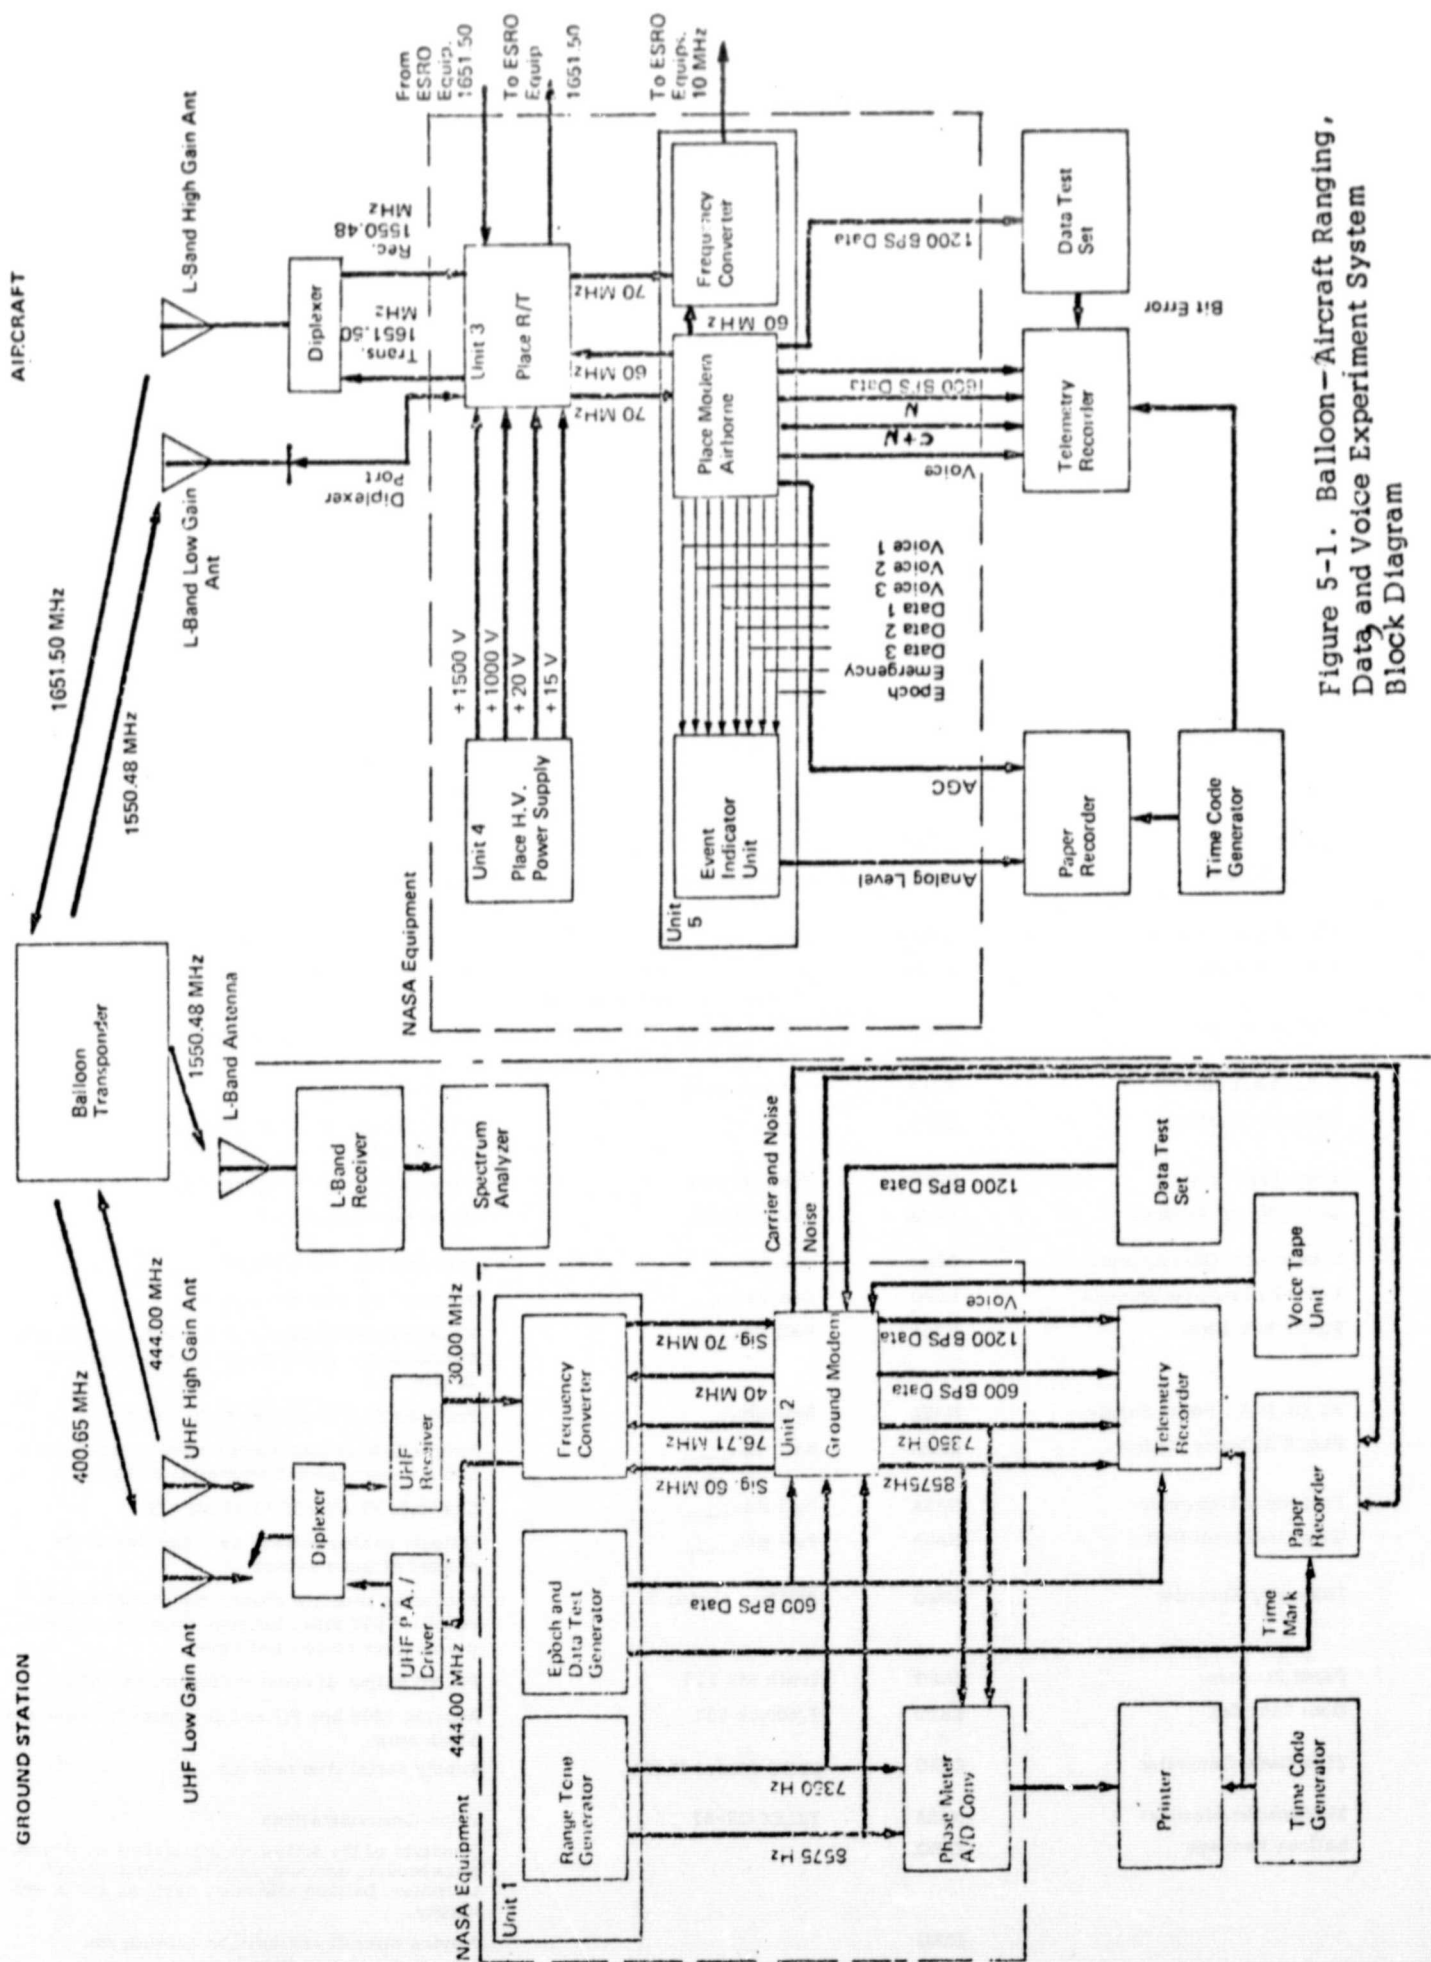 GROUND STATION
AIRCRAFT
Balloon
Transponder
400.65 MHz
444.00 MHz
1550.48 MHz
1651.50 MHz
1550.48 MHz
UHF Low Gain Ant
UHF High Gain Ant
L-Band Antenna
L-Band Low Gain
Ant
L-Band High Gain Ant
Diplexer
UHF P.A./
Driver
UHF
Receiver
444.00 MHz
30.00 MHz
L-Band
Receiver
Spectrum
Analyzer
NASA Equipment
Unit 1
Range Tone
Generator
Epoch and
Data Test
Generator
Frequency
Converter
8575 Hz
7350 Hz
600 BPS Data
Sig. 60 MHz
76.71 MHz
40 MHz
Sig. 70 MHz
Unit 2
Ground Modem
Carrier and Noise
Noise
1200 BPS Data
Voice
8575Hz
7350 Hz
600 BPS Data
1200 BPS Data
Phase Meter
A/D Conv
Printer
Time Code
Generator
Time
Mark
Telemetry
Recorder
Paper
Recorder
Voice Tape
Unit
Data Test
Set
Diplexer
Port
Diplexer
Trans.
1651.50
MHz
Rec.
1550.48
MHz
From
ESRO
Equip.
1651.50
To ESRO
Equip
1651.50
To ESRO
Equips.
10 MHz
NASA Equipment
Unit 4
Place H.V.
Power Supply
+ 1500 V
+ 1000 V
+ 20 V
+ 15 V
Unit 3
Place R/T
70 MHz
60 MHz
70 MHz
Unit
5
Event
Indicator
Unit
Place Modem
Airborne
60 MHz
Frequency
Converter
Voice 1
Voice 2
Voice 3
Data 1
Data 2
Data 3
Emergency
Epoch
Analog Level
AGC
Voice
C+N
N
600 BPS Data
1200 BPS Data
Paper
Recorder
Time Code
Generator
Telemetry
Recorder
Bit Error
Data Test
Set
Figure 5-1. Balloon-Aircraft Ranging,
Data, and Voice Experiment System
Block Diagram